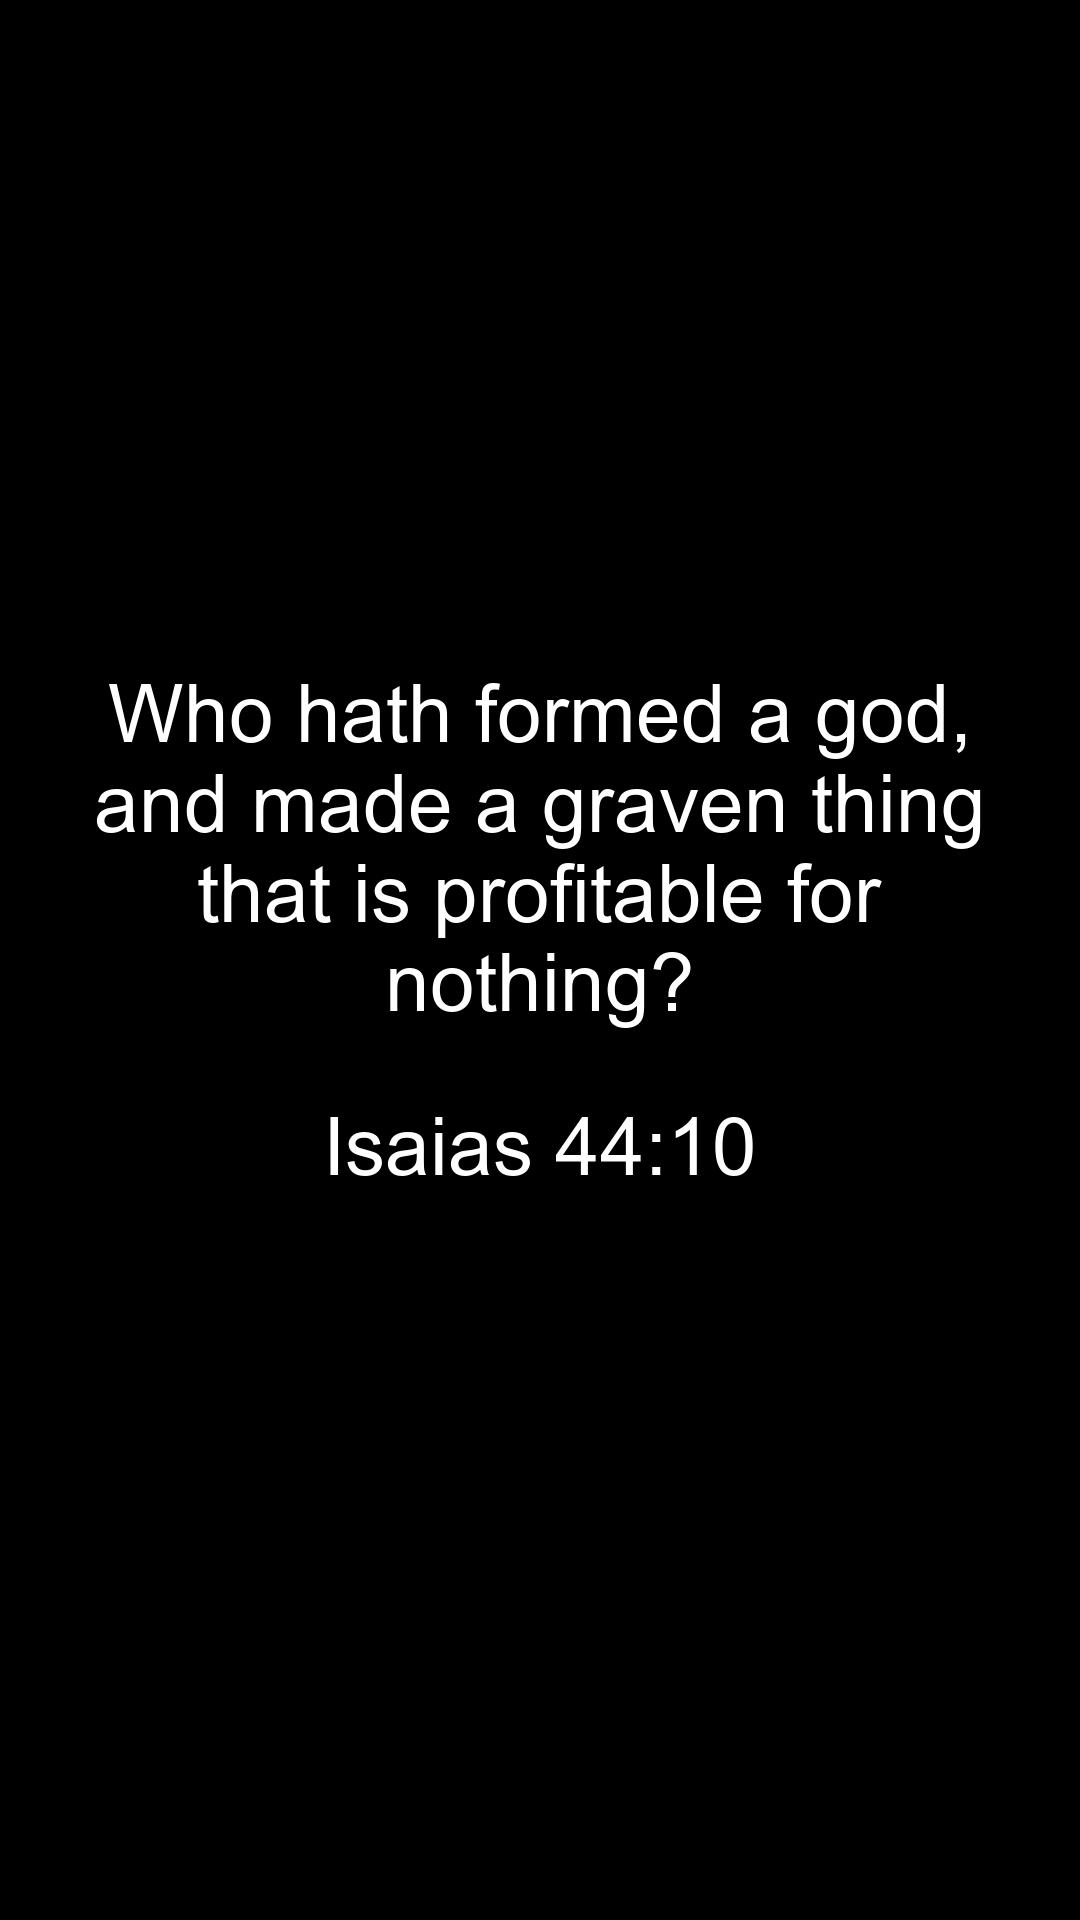 Who hath formed a god,
and made a graven thing
that is profitable for
nothing?
Isaias 44:10